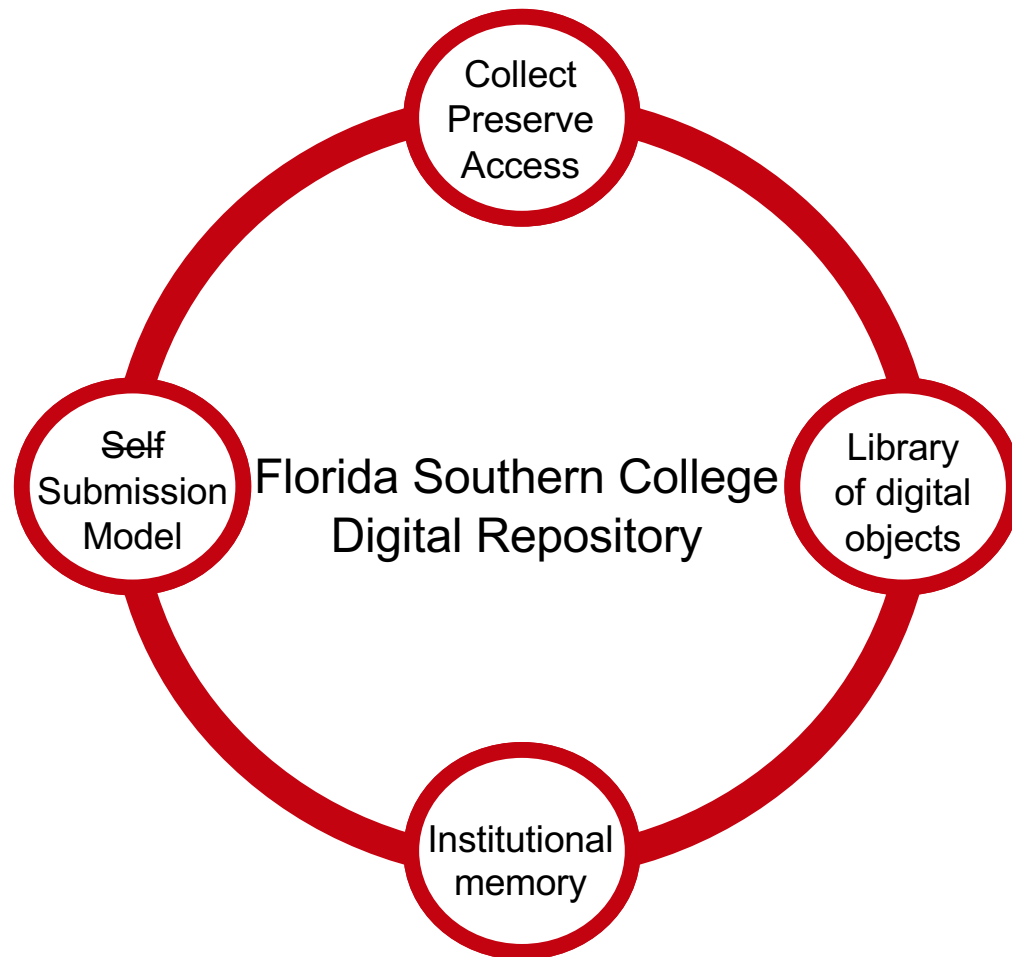 Collect
Preserve
Access
Self
Submission
Model
Florida Southern College
Digital Repository
Library
of digital
objects
Institutional
memory